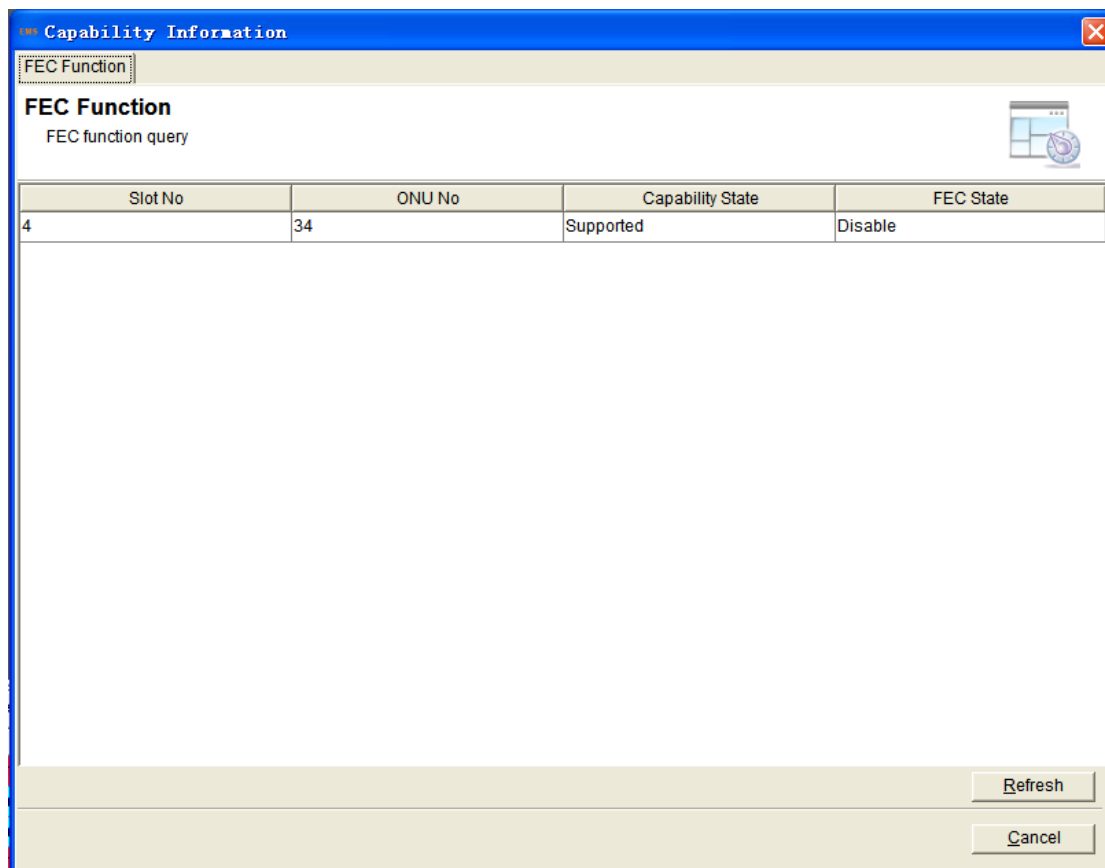 EMS Capability Information
FEC Function
FEC Function
FEC function query
Slot No ONU No Capability State FEC State
4 34 Supported Disable
Refresh
Cancel